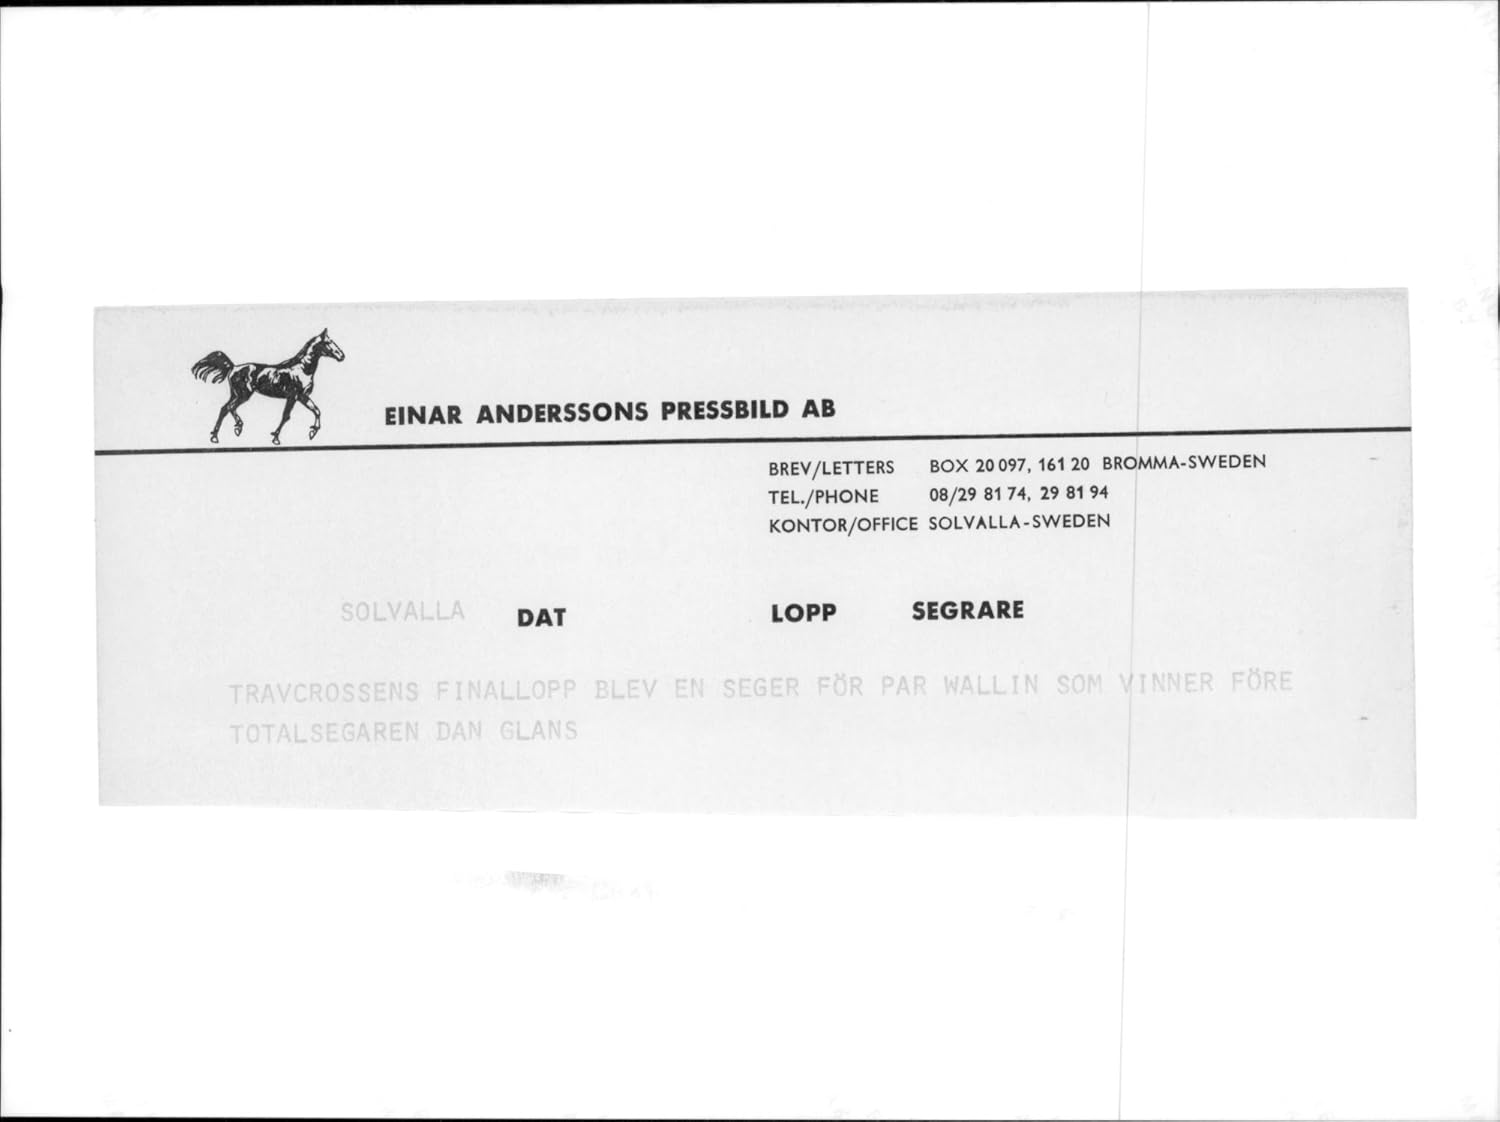 EINAR ANDERSSONS PRESSBILD AB
BREV/LETTERS BOX 20097, 161 20 BROMMA-SWEDEN
TEL./PHONE 08/29 81 74, 29 81 94
KONTOR/OFFICE SOLVALLA-SWEDEN
SOLVALLA DAT LOPP SEGRARE
TRAVCROSSENS FINALLOPP BLEV EN SEGER FÖR PAR WALLIN SOM VINNER FÖRE
TOTALSEGAREN DAN GLANS